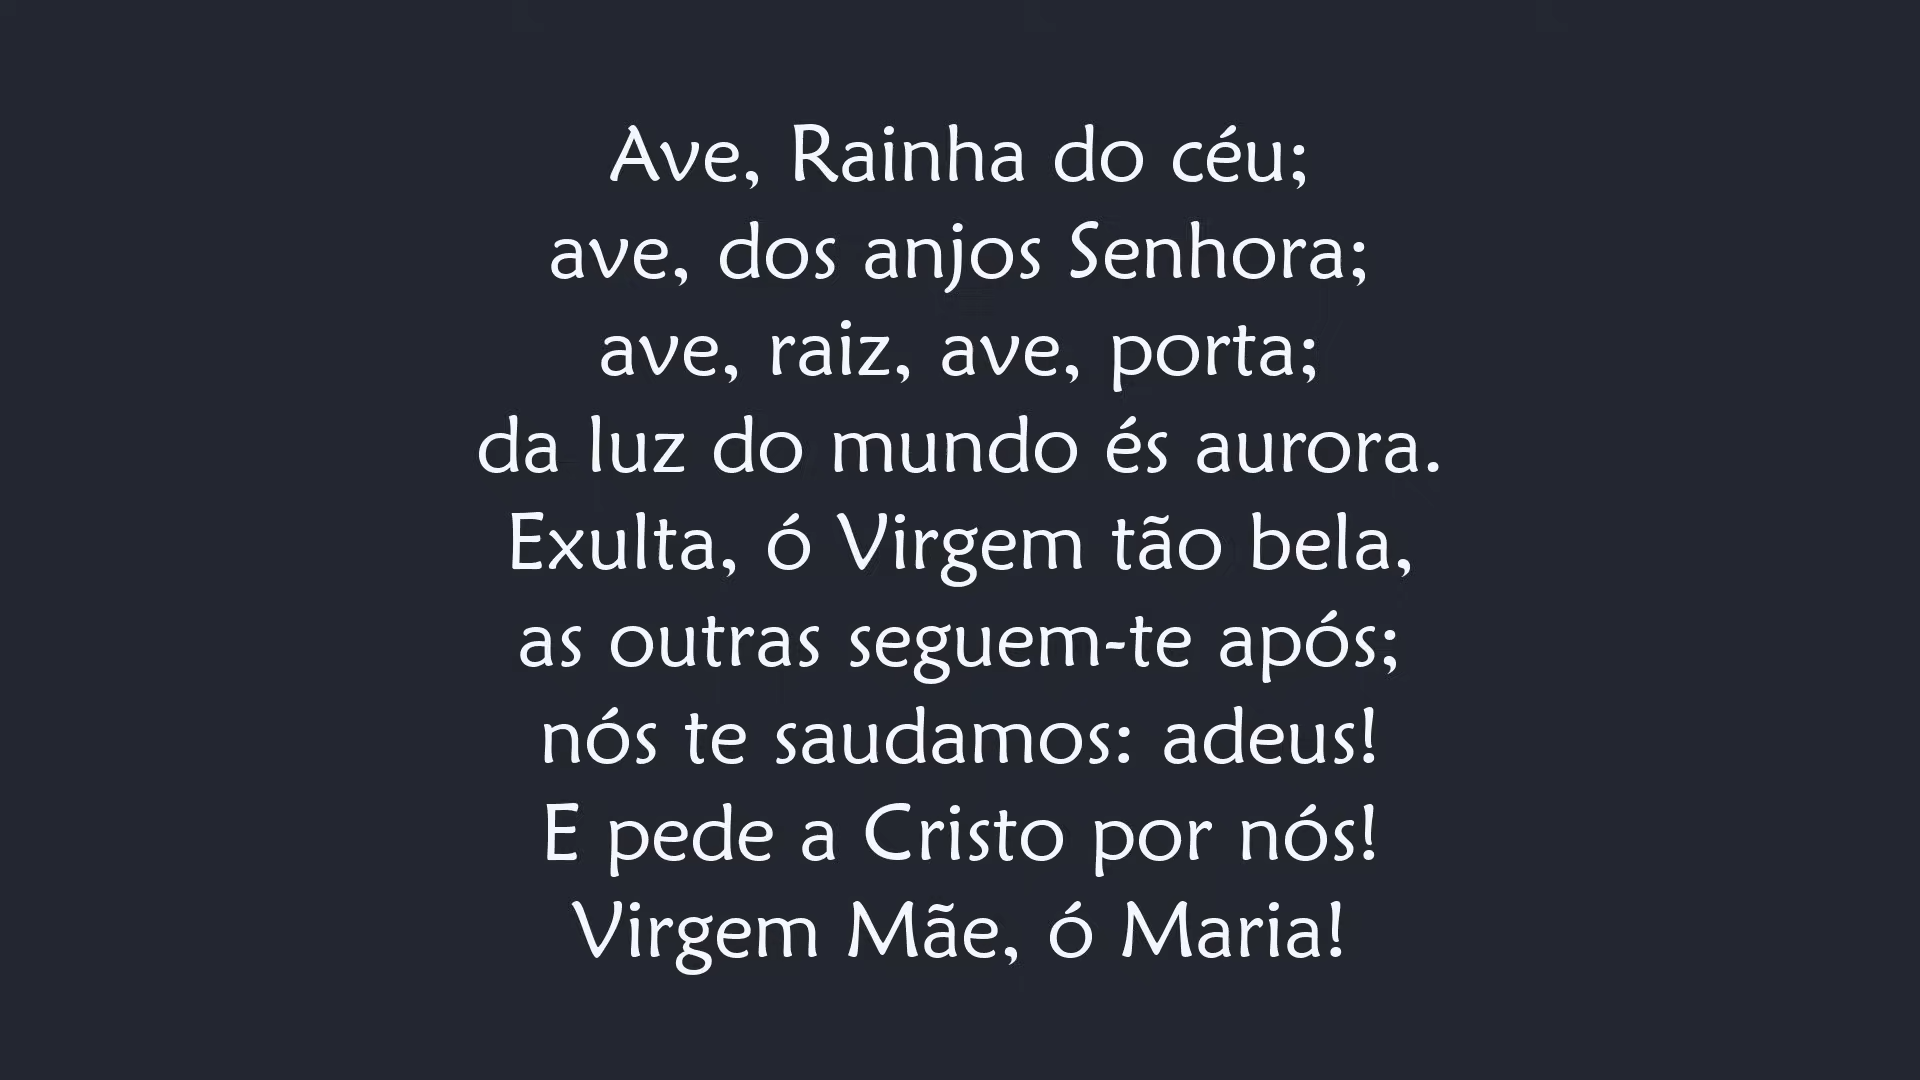 Ave, Rainha do céu;
ave, dos anjos Senhora;
ave, raiz, ave, porta;
da luz do mundo és aurora.
Exulta, ó Virgem tão bela,
as outras seguem-te após;
nós te saudamos: adeus!
E pede a Cristo por nós!
Virgem Mãe, ó Maria!